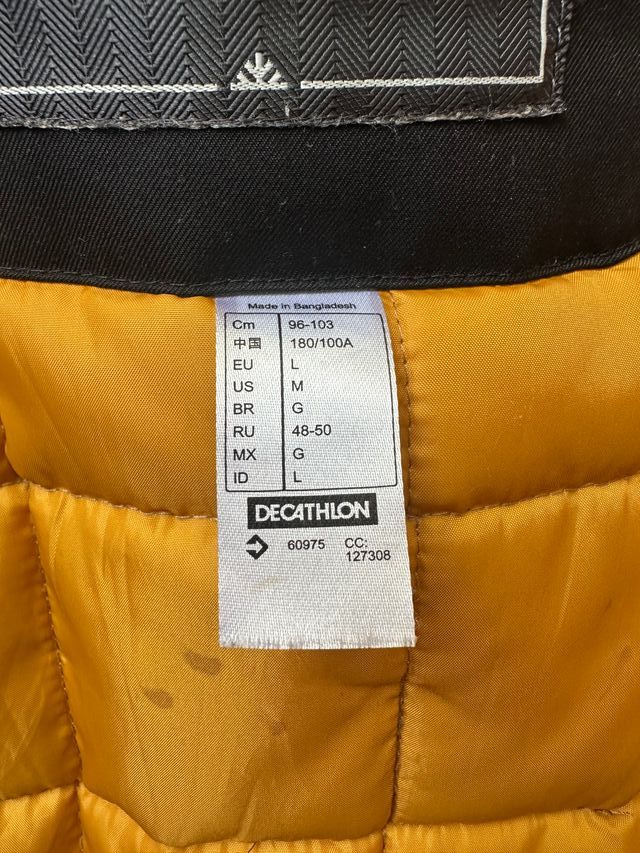 Made in Bangladesh
Cm 96-103
中国 180/100A
EU L
US M
BR G
RU 48-50
MX G
ID L
DECATHLON
60975 CC:
127308